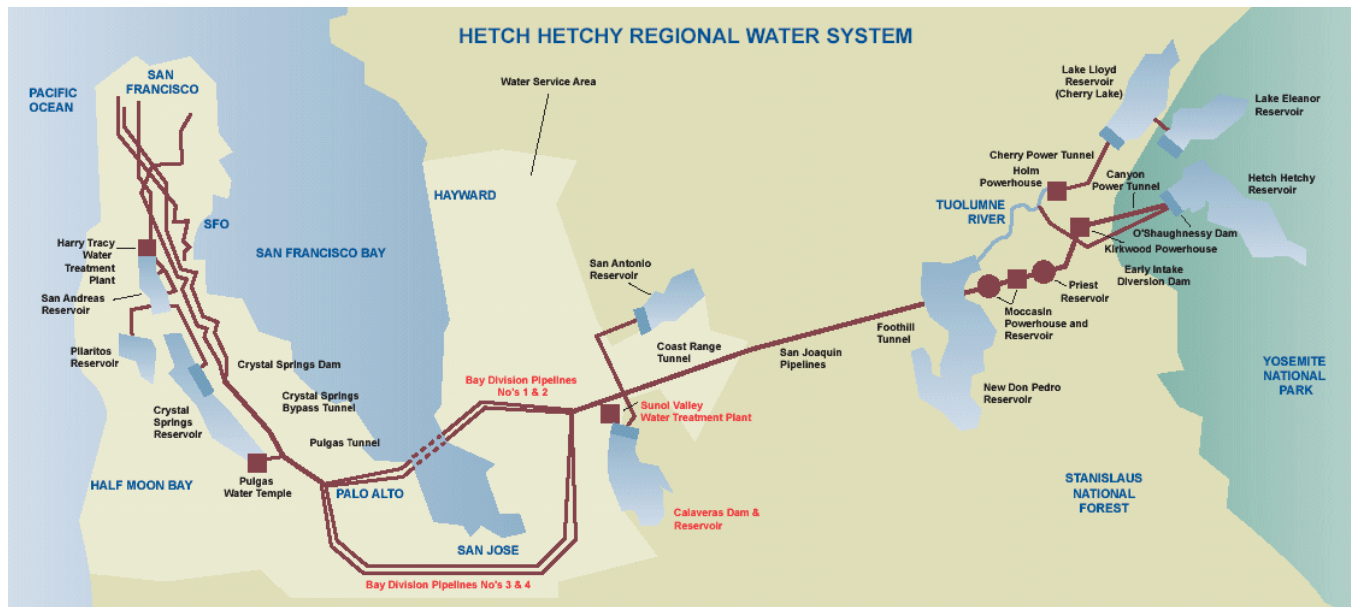 HETCH HETCHY REGIONAL WATER SYSTEM
PACIFIC
OCEAN
SAN
FRANCISCO
Water Service Area
Lake Lloyd
Reservoir
(Cherry Lake)
Lake Eleanor
Reservoir
Cherry Power Tunnel
Holm
Powerhouse
Canyon
Power Tunnel
Hetch Hetchy
Reservoir
HAYWARD
TUOLUMNE
RIVER
SFO
O'Shaughnessy Dam
Kirkwood Powerhouse
SAN FRANCISCO BAY
Harry Tracy
Water
Treatment
Plant
San Antonio
Reservoir
Early Intake
Diversion Dam
Priest
Reservoir
San Andreas
Reservoir
Moccasin
Powerhouse and
Reservoir
Foothill
Tunnel
Pilaritos
Reservoir
Coast Range
Tunnel
San Joaquin
Pipelines
Crystal Springs Dam
YOSEMITE
NATIONAL
PARK
Bay Division Pipelines
No's 1 & 2
New Don Pedro
Reservoir
Crystal Springs
Bypass Tunnel
Sunol Valley
Water Treatment Plant
Crystal
Springs
Reservoir
Pulgas Tunnel
HALF MOON BAY
Pulgas
Water Temple
PALO ALTO
STANISLAUS
NATIONAL
FOREST
Calaveras Dam &
Reservoir
SAN JOSE
Bay Division Pipelines No's 3 & 4